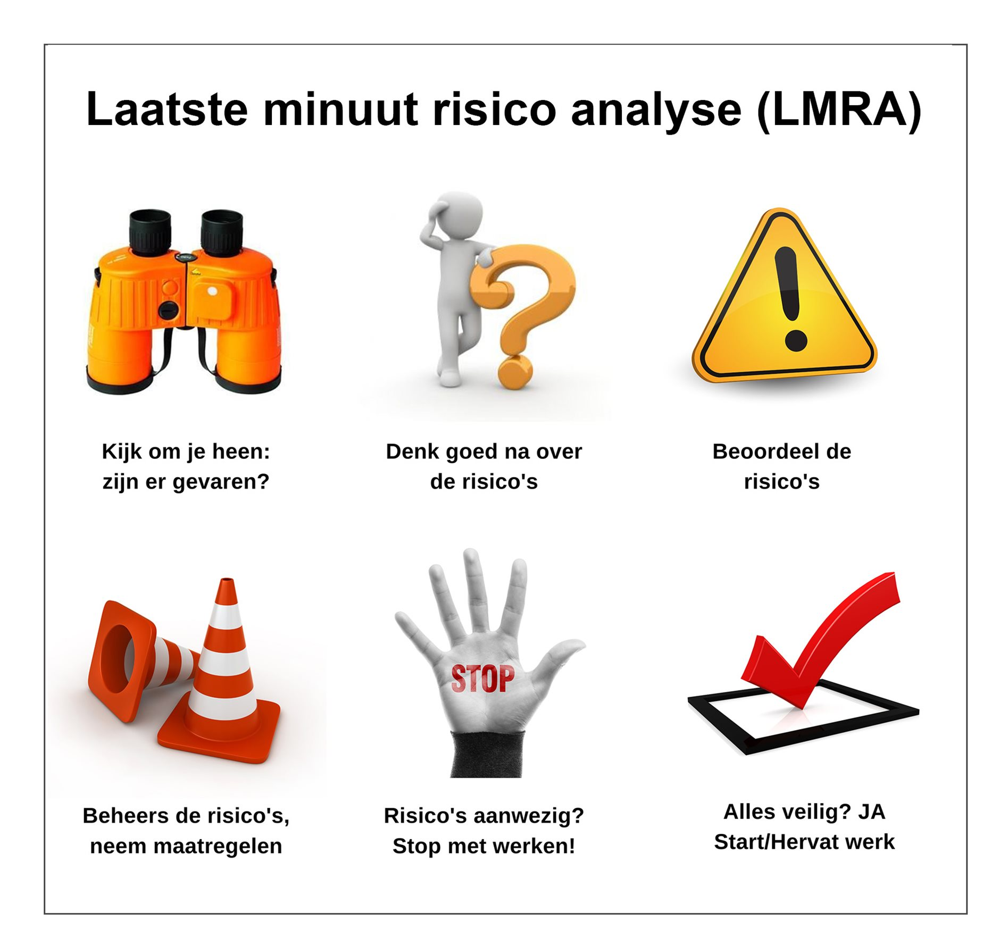 Laatste minuut risico analyse (LMRA)
Kijk om je heen:
zijn er gevaren?
Denk goed na over
de risico's
Beoordeel de
risico's
STOP
Beheers de risico's,
neem maatregelen
Risico's aanwezig?
Stop met werken!
Alles veilig? JA
Start/Hervat werk